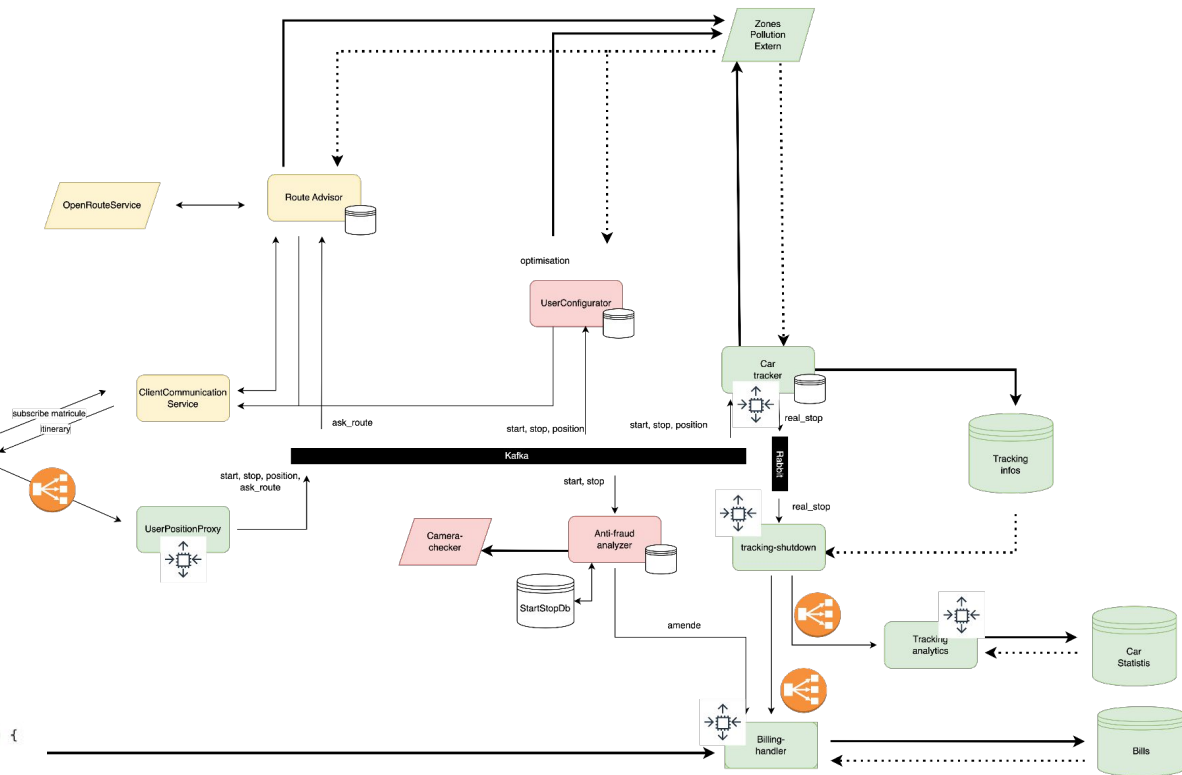 Zones
Pollution
Extern
OpenRouteService
Route Advisor
optimisation
UserConfigurator
Car
tracker
ClientCommunication
Service
subscribe matricule,
itinerary
ask_route
start, stop, position
start, stop, position
real_stop
Kafka
Rabbit
Tracking
infos
start, stop, position,
ask_route
start, stop
real_stop
UserPositionProxy
Camera-
checker
Anti-fraud
analyzer
tracking-shutdown
StartStopDb
amende
Tracking
analytics
Car
Statistis
{
Billing-
handler
Bills